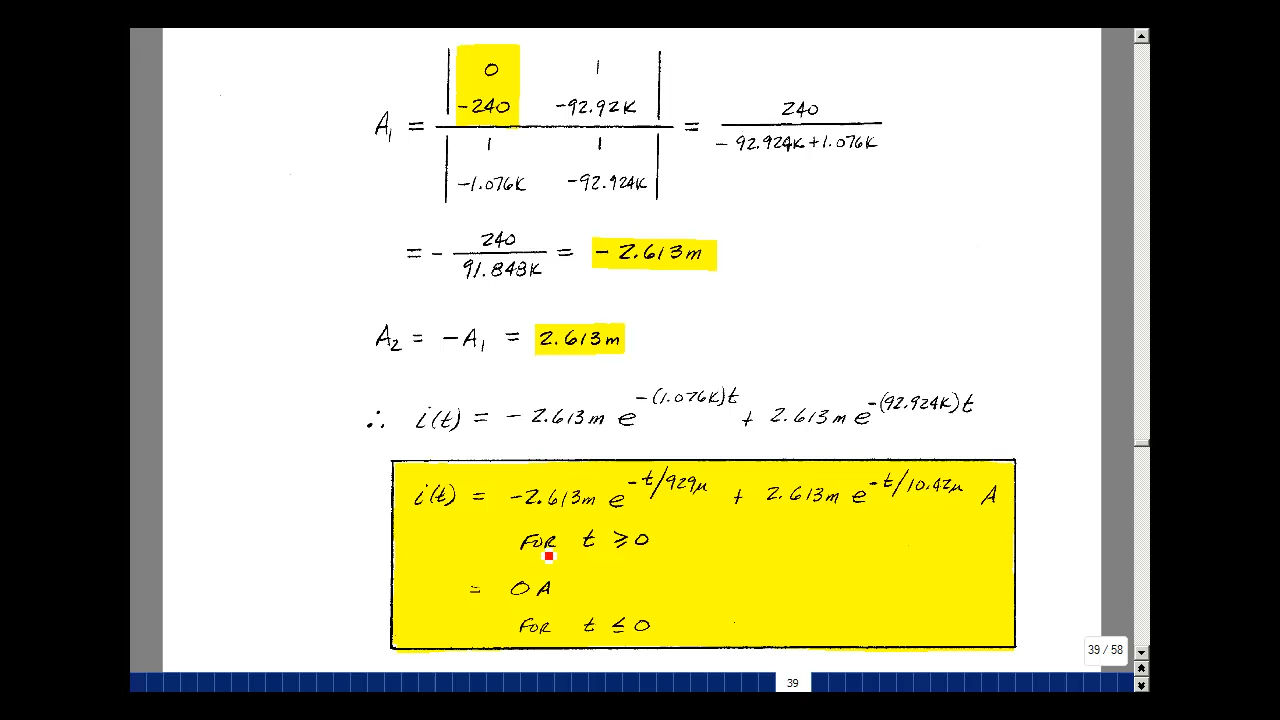 A₁ = | 0 1 | / | 1 1 | = 240 / (-92.924K+1.076K)
| -240 -92.92K | / | -1.076K -92.924K |
= - 240 / 91.848K = -2.613m
A₂ = -A₁ = 2.613m
∴ i(t) = -2.613m e^-(1.076K)t + 2.613m e^-(92.924K)t
i(t) = -2.613m e^-t/929μ + 2.613m e^-t/10.42μ A
FOR t ≥ 0
= 0 A
FOR t ≤ 0
39 / 58
39